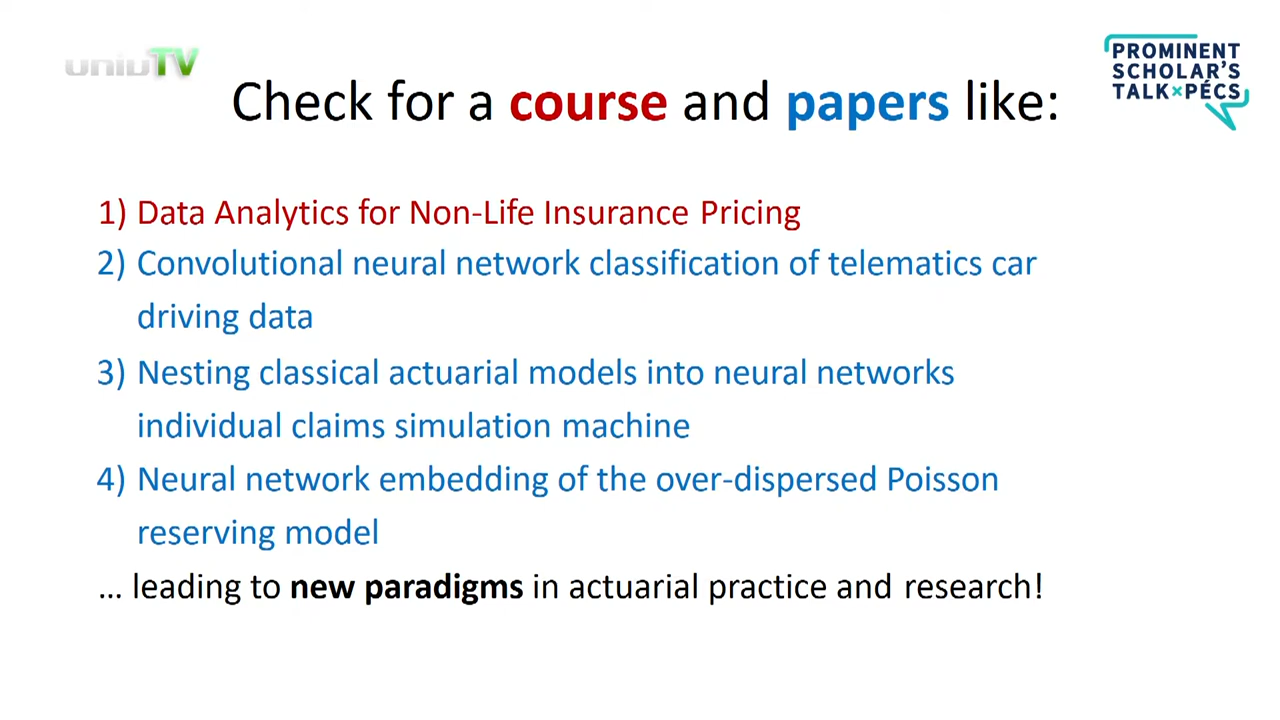 univTV
PROMINENT
SCHOLAR'S
TALK×PÉCS
Check for a course and papers like:
1) Data Analytics for Non-Life Insurance Pricing
2) Convolutional neural network classification of telematics car
driving data
3) Nesting classical actuarial models into neural networks
individual claims simulation machine
4) Neural network embedding of the over-dispersed Poisson
reserving model
... leading to new paradigms in actuarial practice and research!